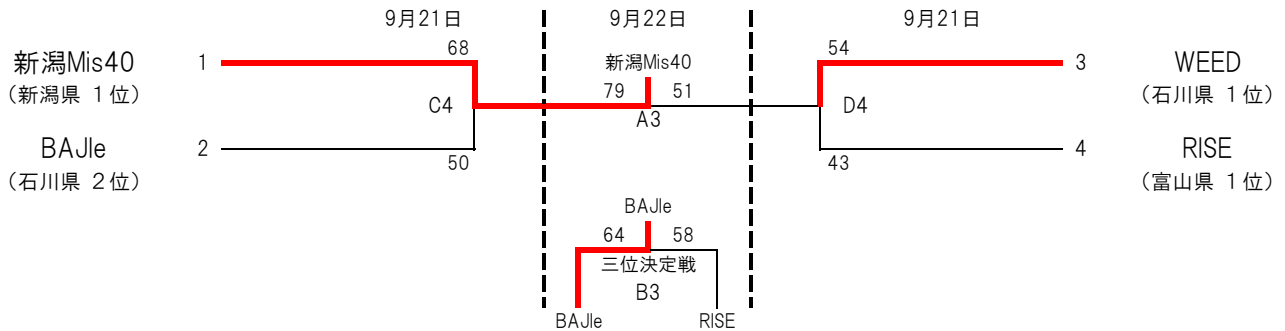 9月21日 9月22日 9月21日
68 54
新潟Mis40 1 新潟Mis40 3 WEED
(新潟県 1位) 79 51 (石川県 1位)
C4 A3 D4
BAJIe 2 4 RISE
50 43
(石川県 2位) (富山県 1位)
BAJIe
64 58
三位決定戦
B3
BAJIe RISE